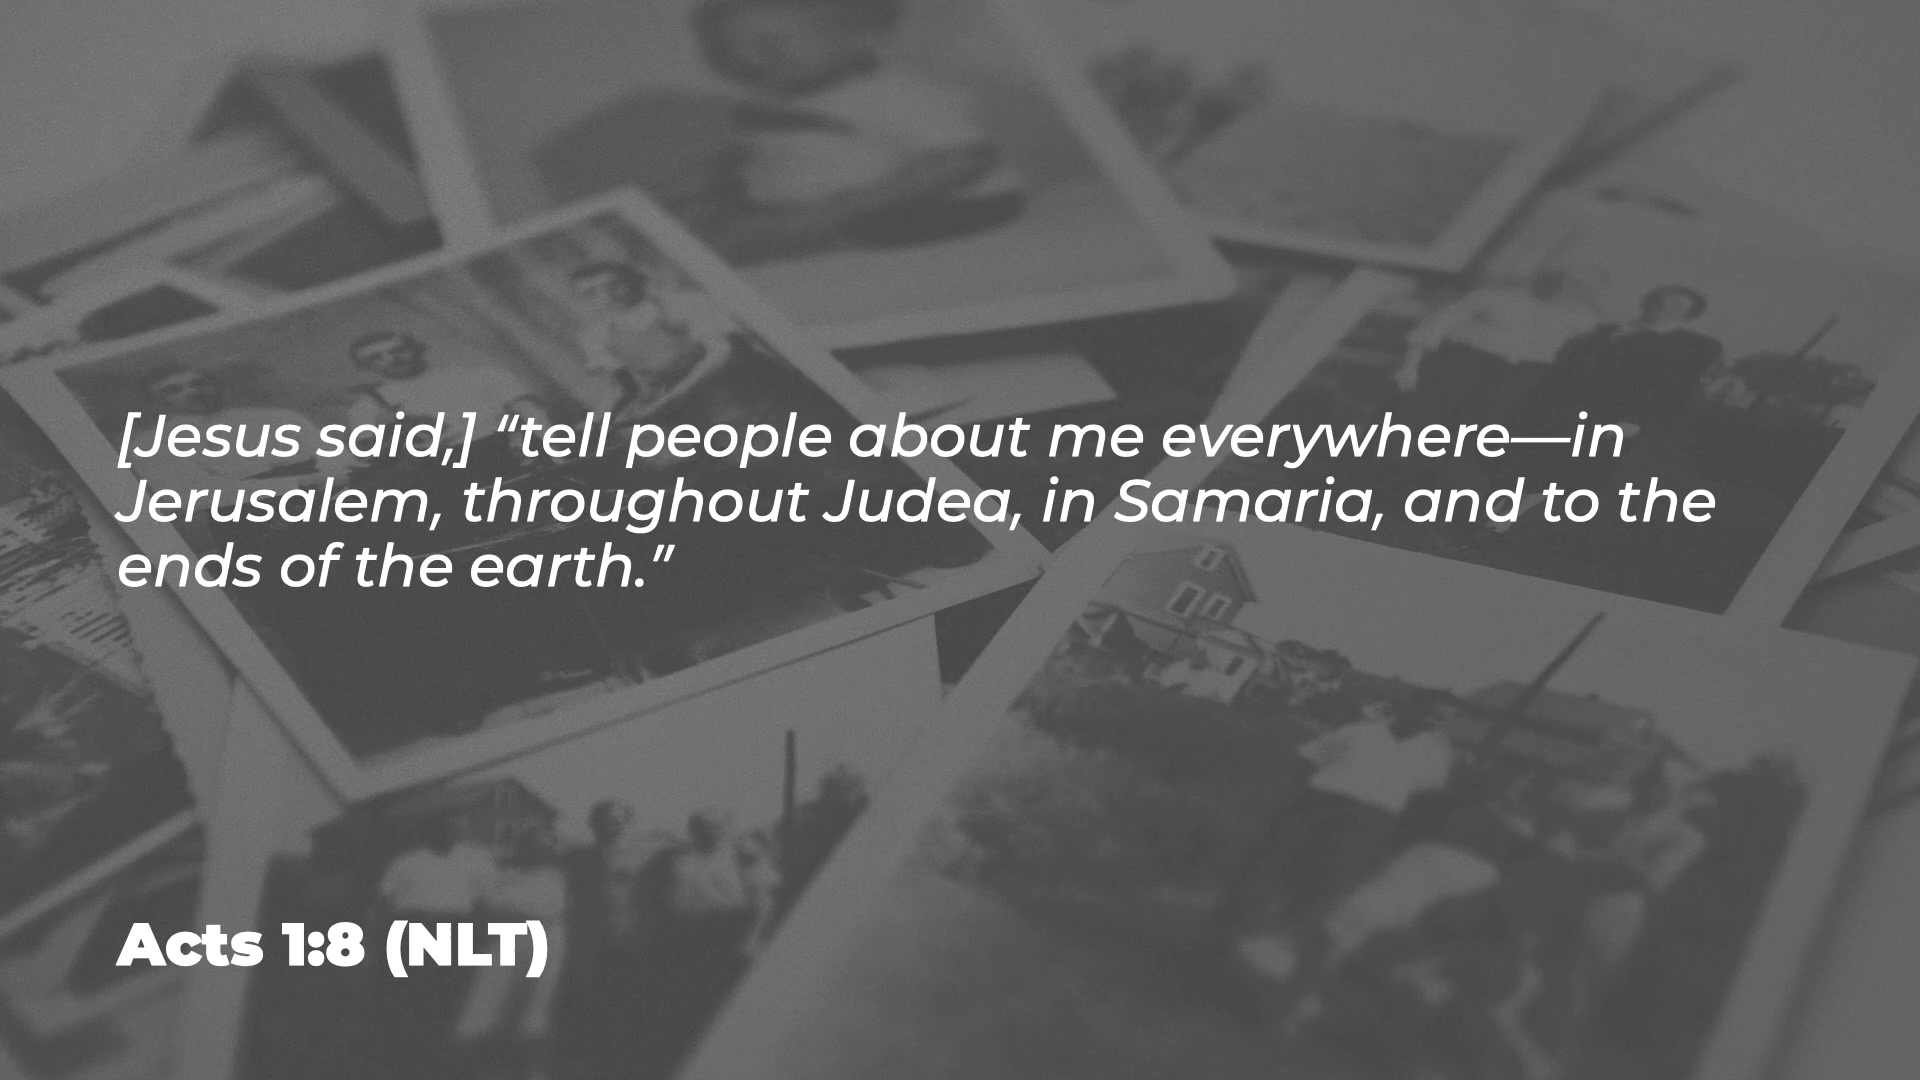 [Jesus said,] “tell people about me everywhere—in
Jerusalem, throughout Judea, in Samaria, and to the
ends of the earth.”
Acts 1:8 (NLT)